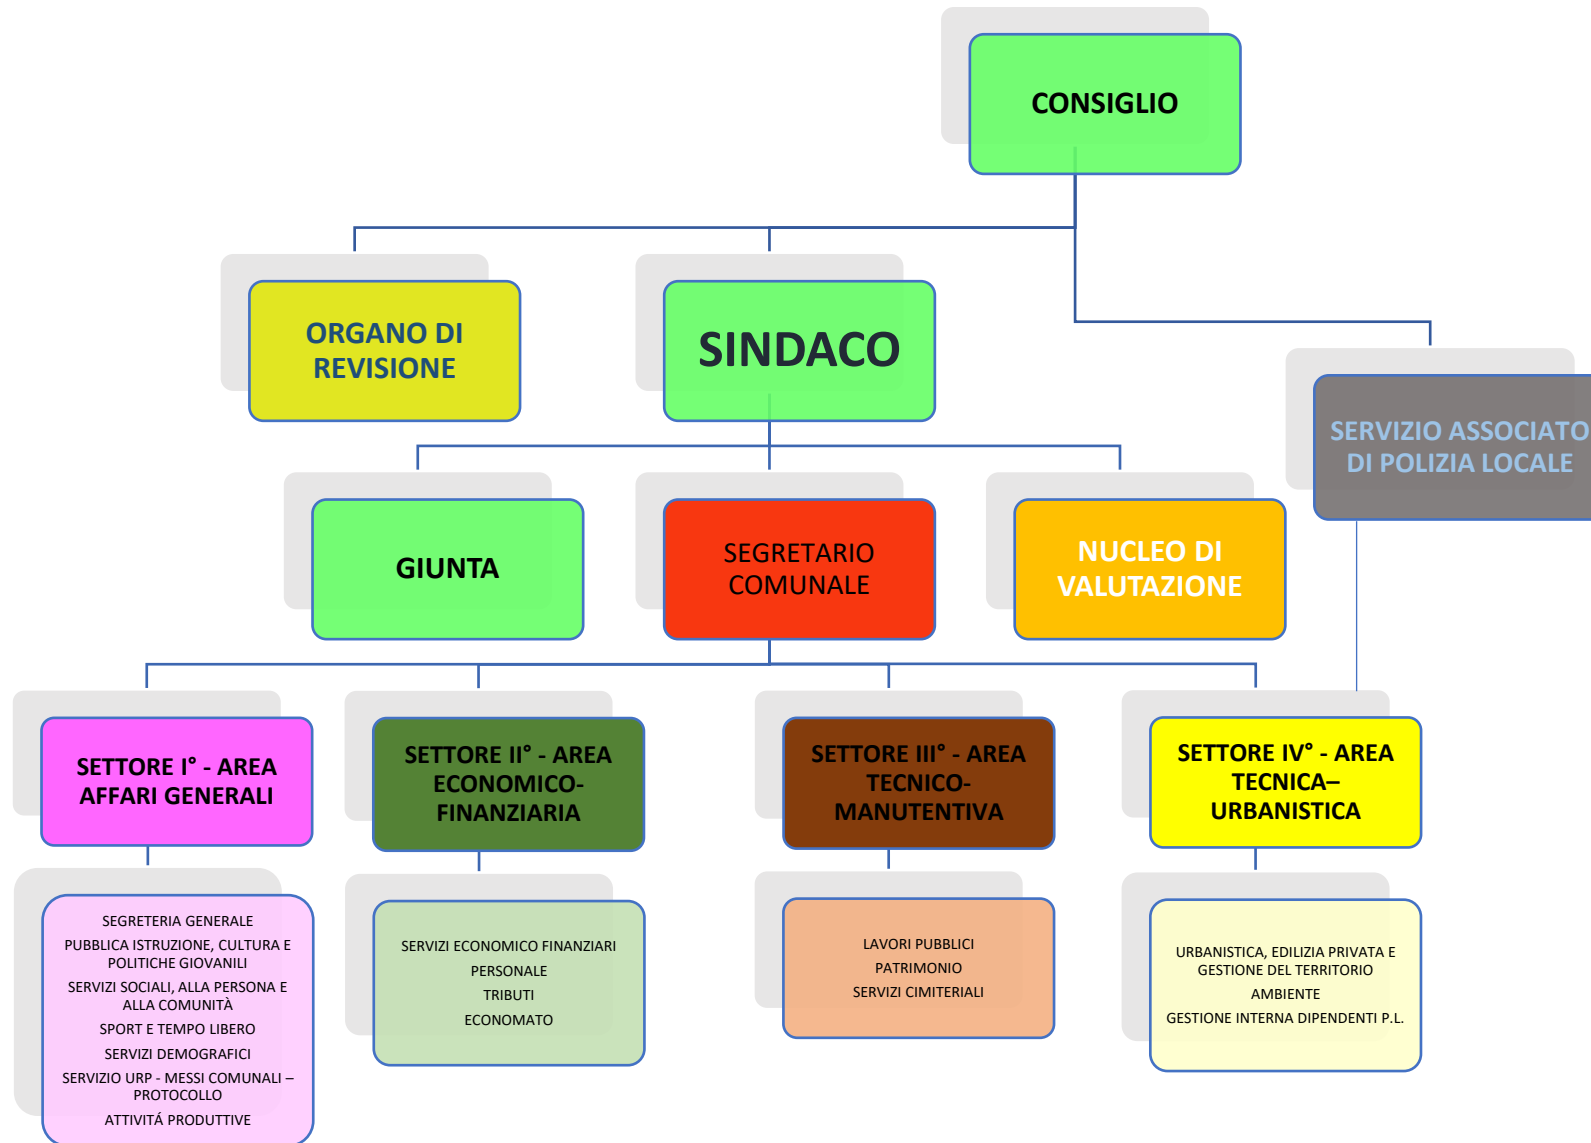 CONSIGLIO
ORGANO DI
REVISIONE
SINDACO
SERVIZIO ASSOCIATO
DI POLIZIA LOCALE
GIUNTA
SEGRETARIO
COMUNALE
NUCLEO DI
VALUTAZIONE
SETTORE I° - AREA
AFFARI GENERALI
SETTORE II° - AREA
ECONOMICO-
FINANZIARIA
SETTORE III° - AREA
TECNICO-
MANUTENTIVA
SETTORE IV° - AREA
TECNICA–
URBANISTICA
SEGRETERIA GENERALE
PUBBLICA ISTRUZIONE, CULTURA E
POLITICHE GIOVANILI
SERVIZI SOCIALI, ALLA PERSONA E
ALLA COMUNITÀ
SPORT E TEMPO LIBERO
SERVIZI DEMOGRAFICI
SERVIZIO URP - MESSI COMUNALI –
PROTOCOLLO
ATTIVITÁ PRODUTTIVE
SERVIZI ECONOMICO FINANZIARI
PERSONALE
TRIBUTI
ECONOMATO
LAVORI PUBBLICI
PATRIMONIO
SERVIZI CIMITERIALI
URBANISTICA, EDILIZIA PRIVATA E
GESTIONE DEL TERRITORIO
AMBIENTE
GESTIONE INTERNA DIPENDENTI P.L.